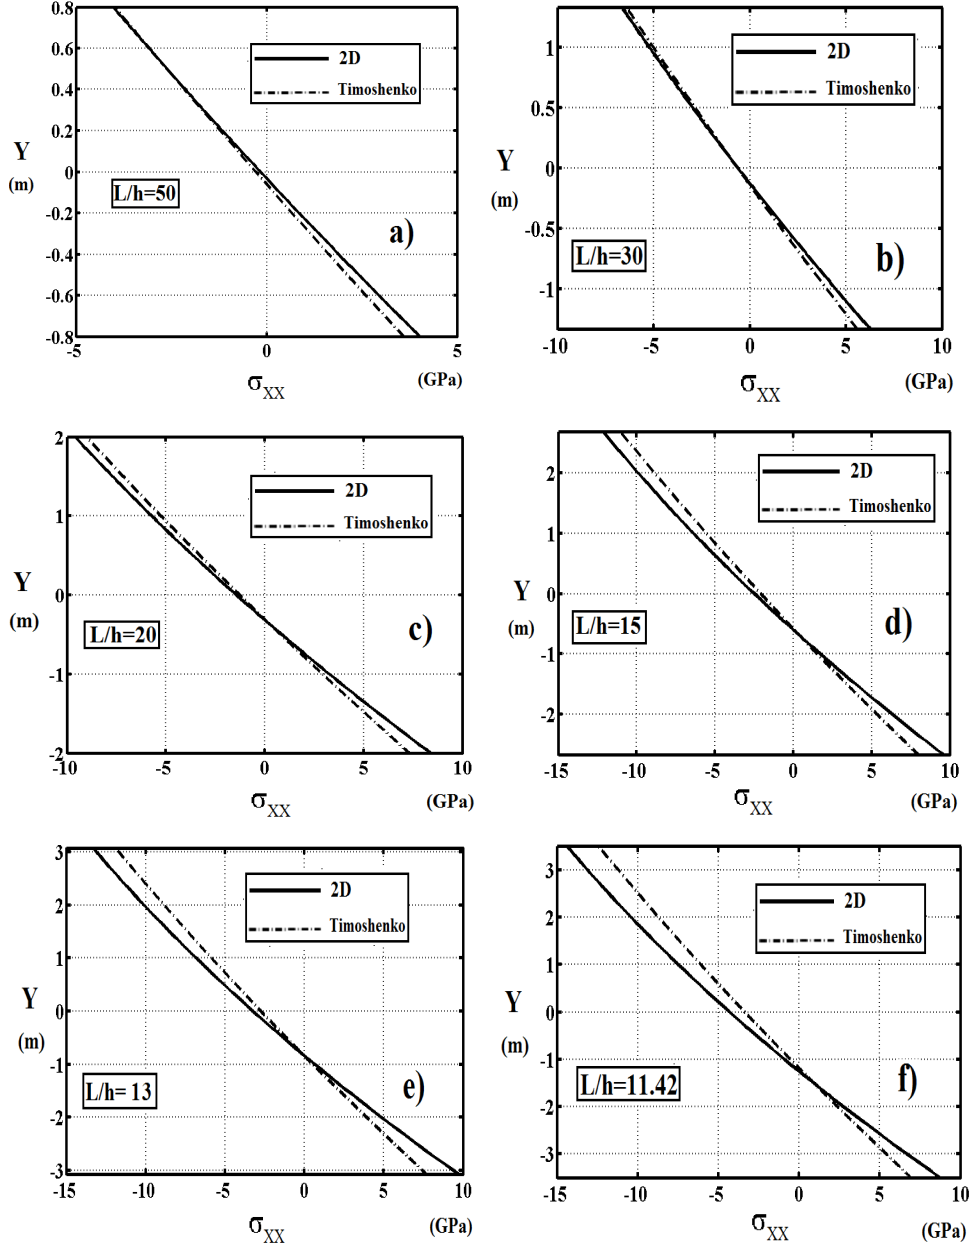 0.8
0.6
0.4
0.2
0
-0.2
-0.4
-0.6
-0.8
Y
(m)
2D
Timoshenko
L/h=50
a)
-5
0
5
σXX
(GPa)
1
0.5
0
-0.5
-1
Y
(m)
2D
Timoshenko
L/h=30
b)
-10
-5
0
5
10
σXX
(GPa)
2
1
0
-1
-2
Y
(m)
2D
Timoshenko
L/h=20
c)
-10
-5
0
5
10
σXX
(GPa)
2
1
0
-1
-2
Y
(m)
2D
Timoshenko
L/h=15
d)
-15
-10
-5
0
5
10
σXX
(GPa)
3
2
1
0
-1
-2
-3
Y
(m)
2D
Timoshenko
L/h= 13
e)
-15
-10
-5
0
5
10
σXX
(GPa)
3
2
1
0
-1
-2
-3
Y
(m)
2D
Timoshenko
L/h=11.42
f)
-15
-10
-5
0
5
10
σXX
(GPa)